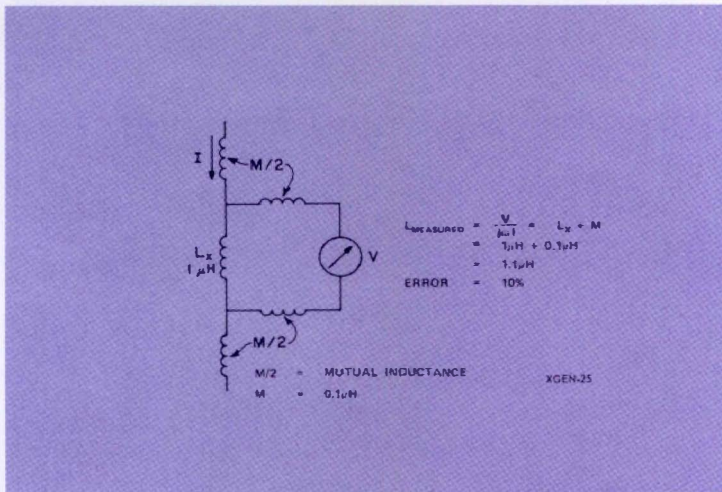 I
M/2
Lx
1 μH
V
M/2
LMEASURED = V / jωI = Lx + M
= 1μH + 0.1μH
= 1.1μH
ERROR = 10%
M/2 = MUTUAL INDUCTANCE
M = 0.1μH
XGEN-25